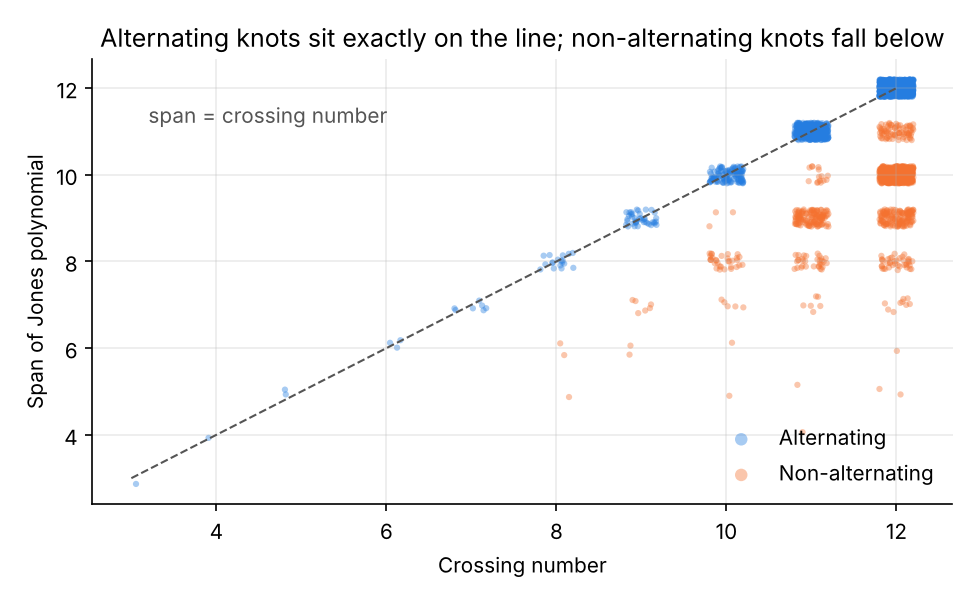 Alternating knots sit exactly on the line; non-alternating knots fall below
span = crossing number
Span of Jones polynomial
12
10
8
6
4
4
6
8
10
12
Crossing number
Alternating
Non-alternating